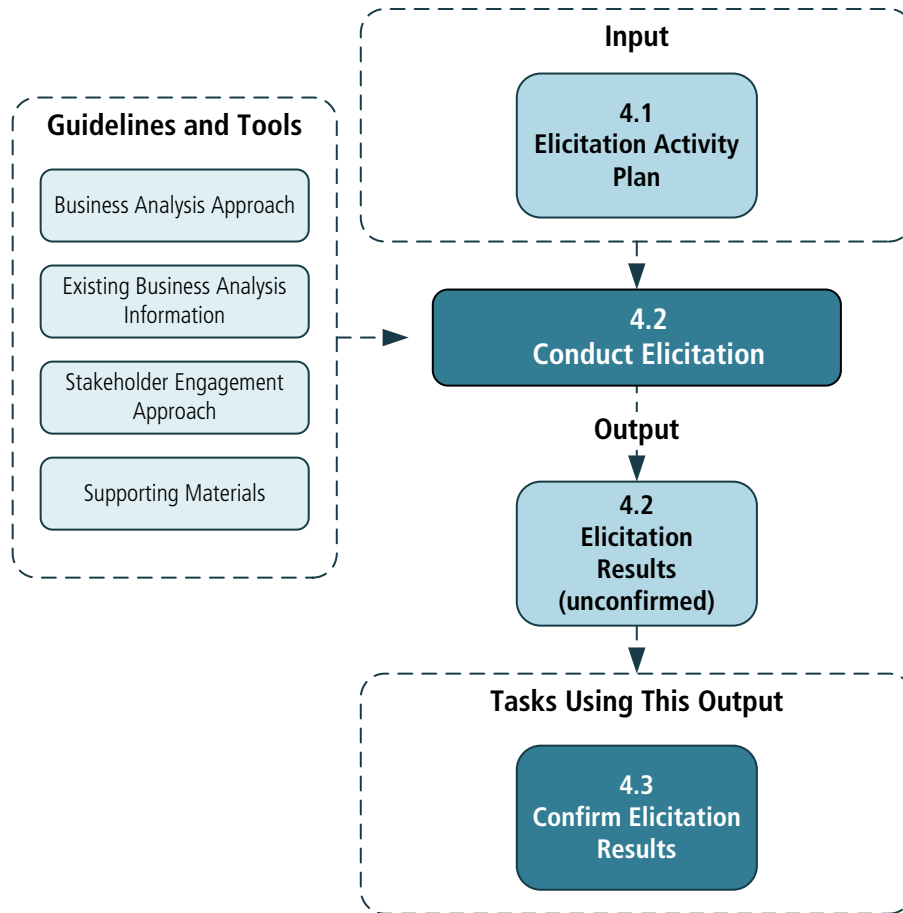 Input
4.1
Elicitation Activity
Plan
Guidelines and Tools
Business Analysis Approach
Existing Business Analysis
Information
Stakeholder Engagement
Approach
Supporting Materials
4.2
Conduct Elicitation
Output
4.2
Elicitation
Results
(unconfirmed)
Tasks Using This Output
4.3
Confirm Elicitation
Results